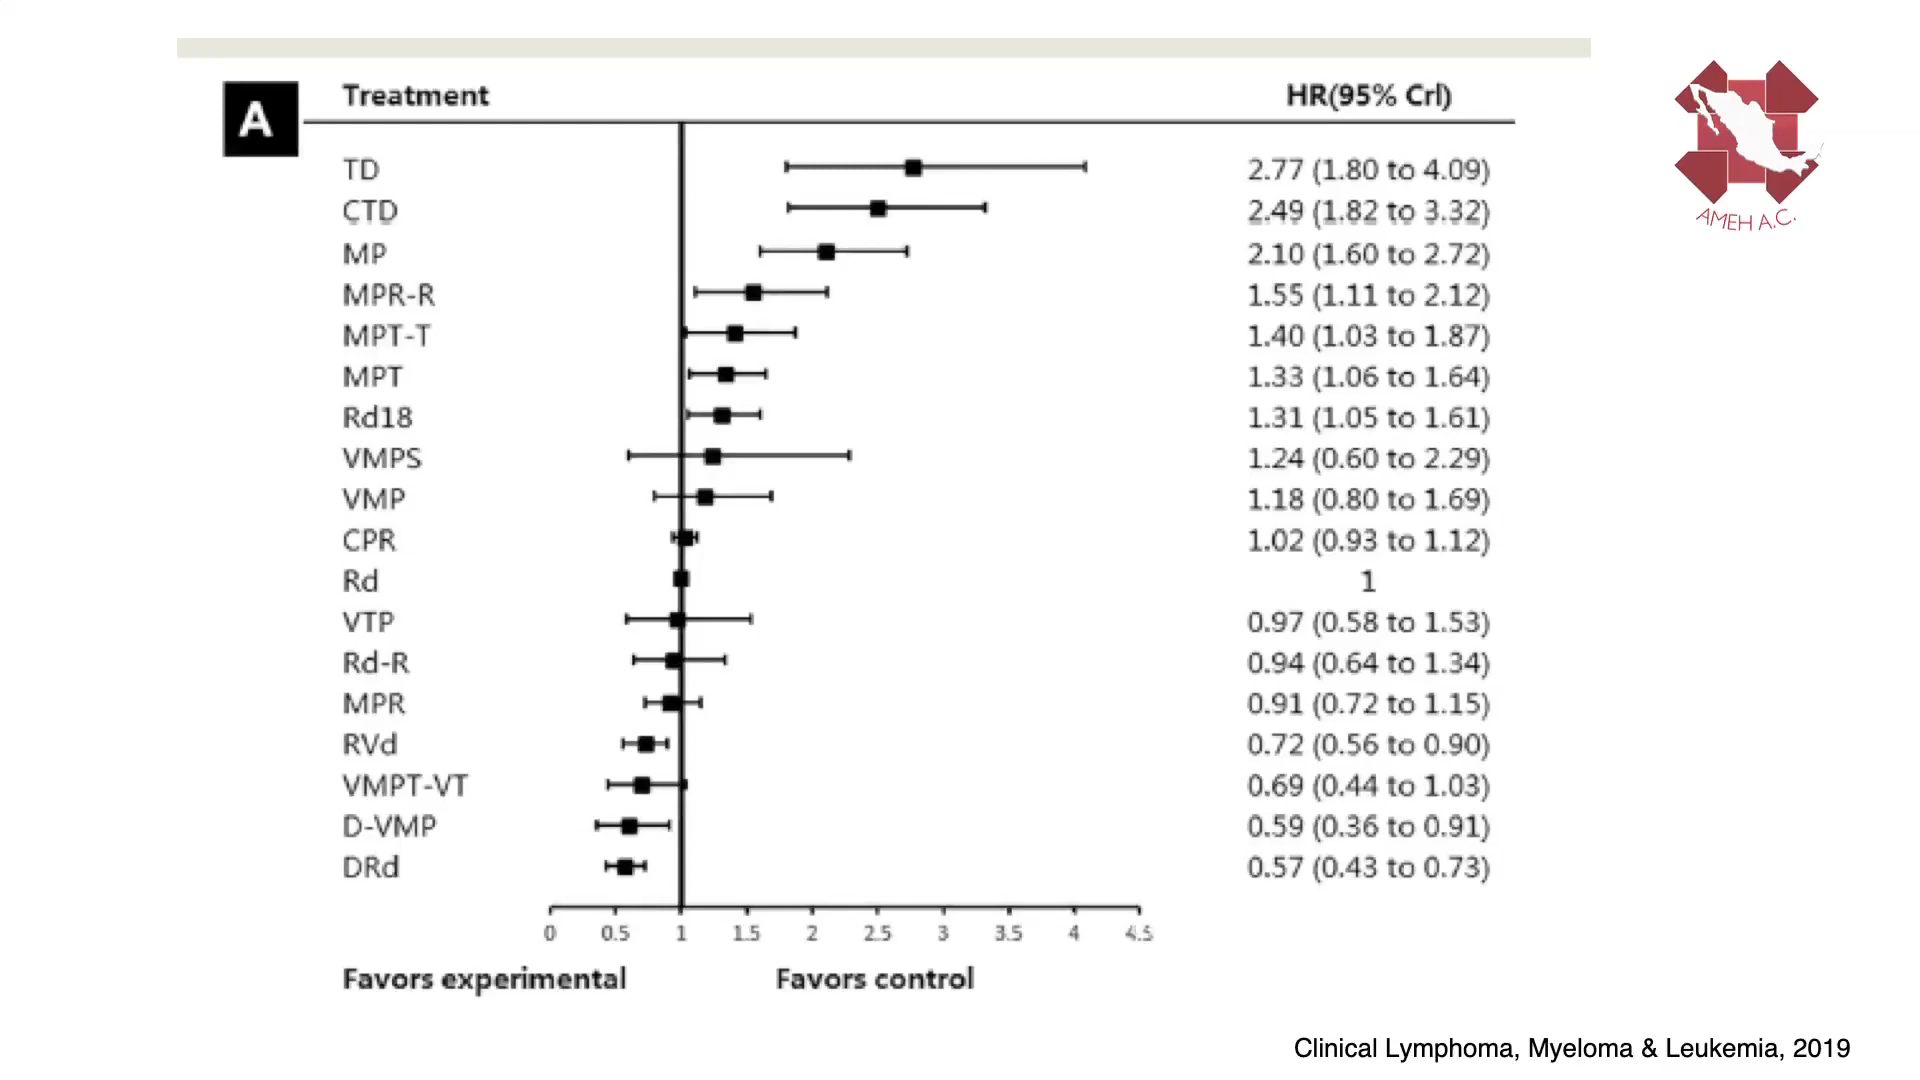 A
Treatment HR(95% Crl)
TD 2.77 (1.80 to 4.09)
CTD 2.49 (1.82 to 3.32)
MP 2.10 (1.60 to 2.72)
MPR-R 1.55 (1.11 to 2.12)
MPT-T 1.40 (1.03 to 1.87)
MPT 1.33 (1.06 to 1.64)
Rd18 1.31 (1.05 to 1.61)
VMPS 1.24 (0.60 to 2.29)
VMP 1.18 (0.80 to 1.69)
CPR 1.02 (0.93 to 1.12)
Rd 1
VTP 0.97 (0.58 to 1.53)
Rd-R 0.94 (0.64 to 1.34)
MPR 0.91 (0.72 to 1.15)
RVd 0.72 (0.56 to 0.90)
VMPT-VT 0.69 (0.44 to 1.03)
D-VMP 0.59 (0.36 to 0.91)
DRd 0.57 (0.43 to 0.73)
0 0.5 1 1.5 2 2.5 3 3.5 4 4.5
Favors experimental Favors control
AMEH A.C.
Clinical Lymphoma, Myeloma & Leukemia, 2019